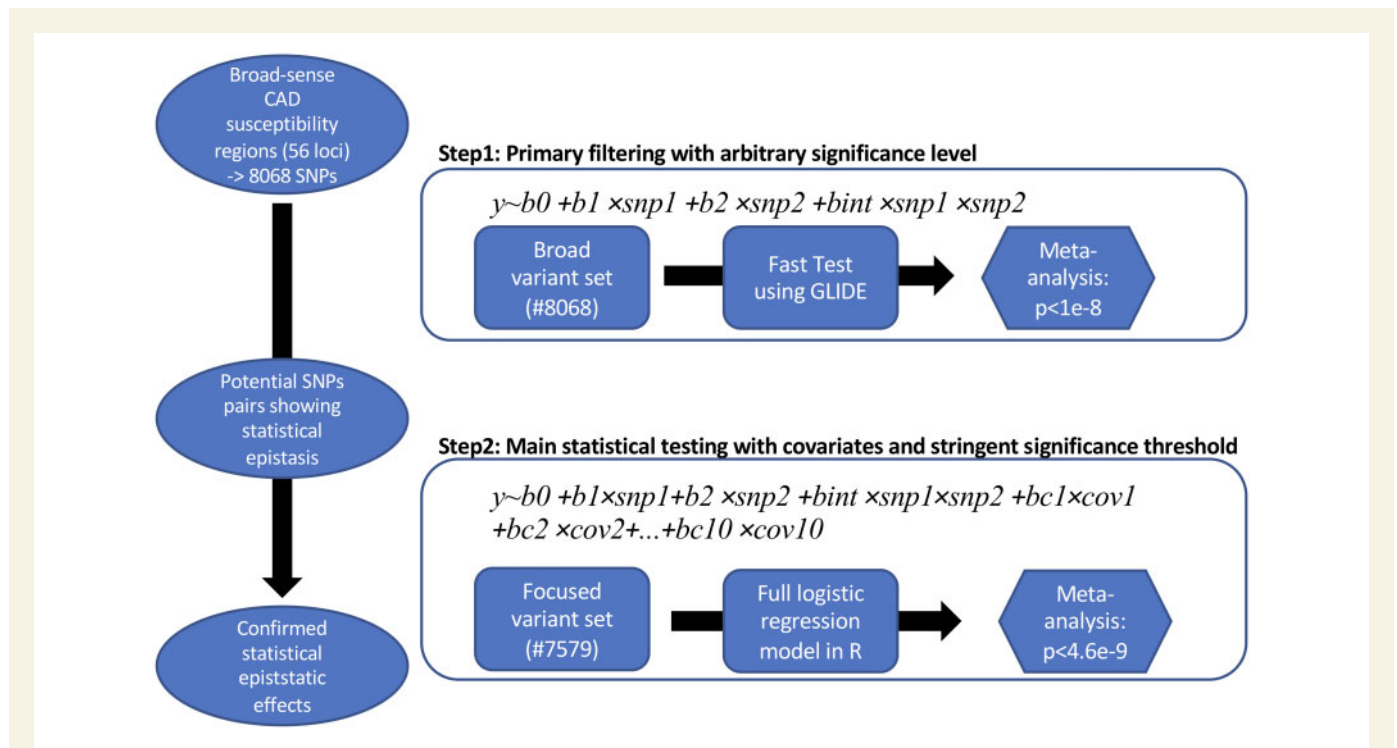 Broad-sense
CAD
susceptibility
regions (56 loci)
-> 8068 SNPs
Step1: Primary filtering with arbitrary significance level
y~b0 +b1 ×snp1 +b2 ×snp2 +bint ×snp1 ×snp2
Broad
variant set
(#8068)
Fast Test
using GLIDE
Meta-
analysis:
p<1e-8
Potential SNPs
pairs showing
statistical
epistasis
Step2: Main statistical testing with covariates and stringent significance threshold
y~b0 +b1×snp1+b2 ×snp2 +bint ×snp1×snp2 +bc1×cov1
+bc2 ×cov2+...+bc10 ×cov10
Focused
variant set
(#7579)
Full logistic
regression
model in R
Meta-
analysis:
p<4.6e-9
Confirmed
statistical
epiststatic
effects